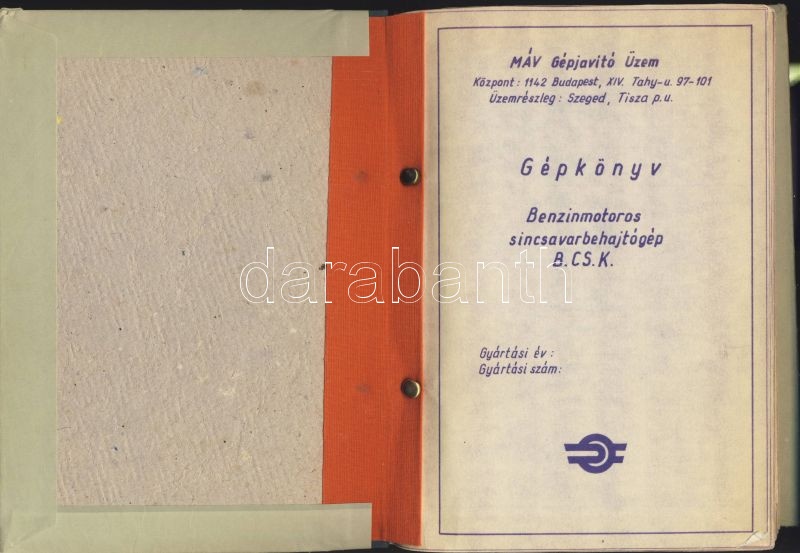 MÁV Gépjavító Üzem
Központ: 1142 Budapest, XIV. Tahy-u. 97-101
Üzemrészleg: Szeged, Tisza p.u.
Gépkönyv
Benzinmotoros
sincsavarbehajtógép
B.CS.K.
darabanth
Gyártási év:
Gyártási szám: